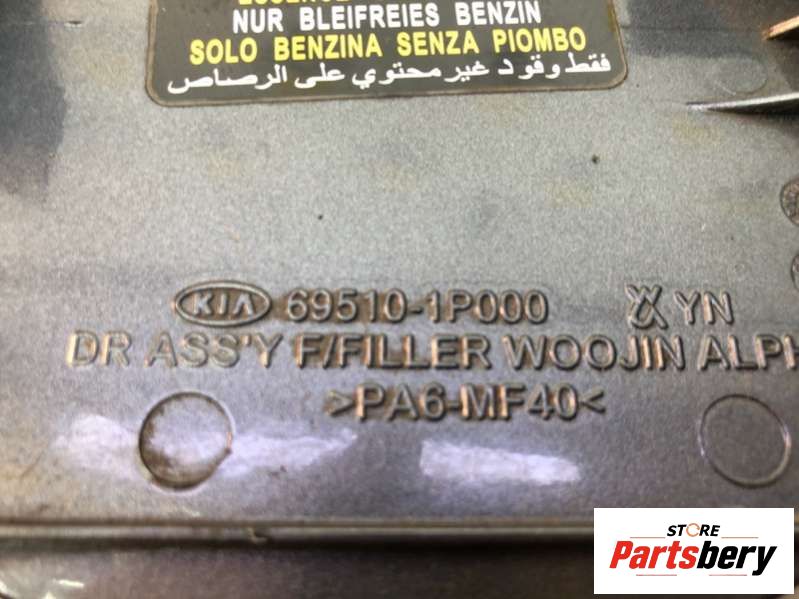 NUR BLEIFREIES BENZIN
SOLO BENZINA SENZA PIOMBO
فقط وقود غير محتوي على الرصاص
KIA 69510-1P000 YN
DR ASS'Y F/FILLER WOOJIN ALPH
>PA6-MF40<
STORE
Partsbery